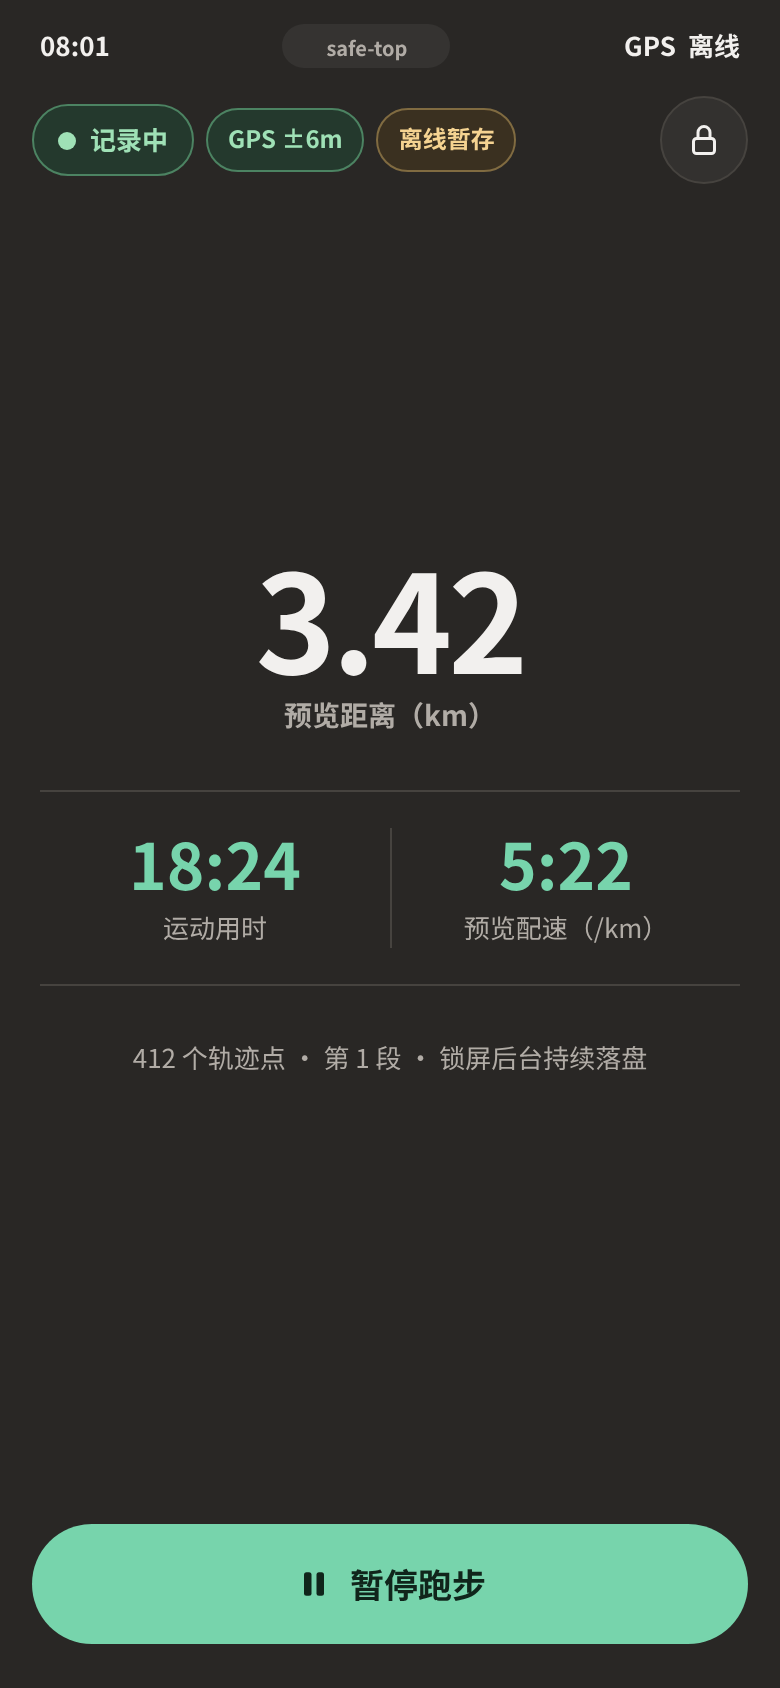 08:01 safe-top GPS 离线
记录中 GPS ±6m 离线暂存
3.42
预览距离（km）
18:24 5:22
运动用时 预览配速（/km）
412 个轨迹点 · 第 1 段 · 锁屏后台持续落盘
暂停跑步